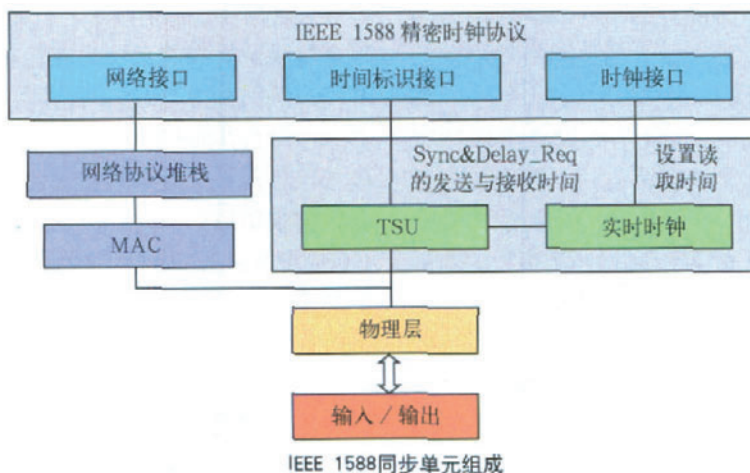 IEEE 1588 精密时钟协议
网络接口
时间标识接口
时钟接口
网络协议堆栈
Sync&Delay_Req
的发送与接收时间
设置读
取时间
MAC
TSU
实时时钟
物理层
输入/输出
IEEE 1588同步单元组成